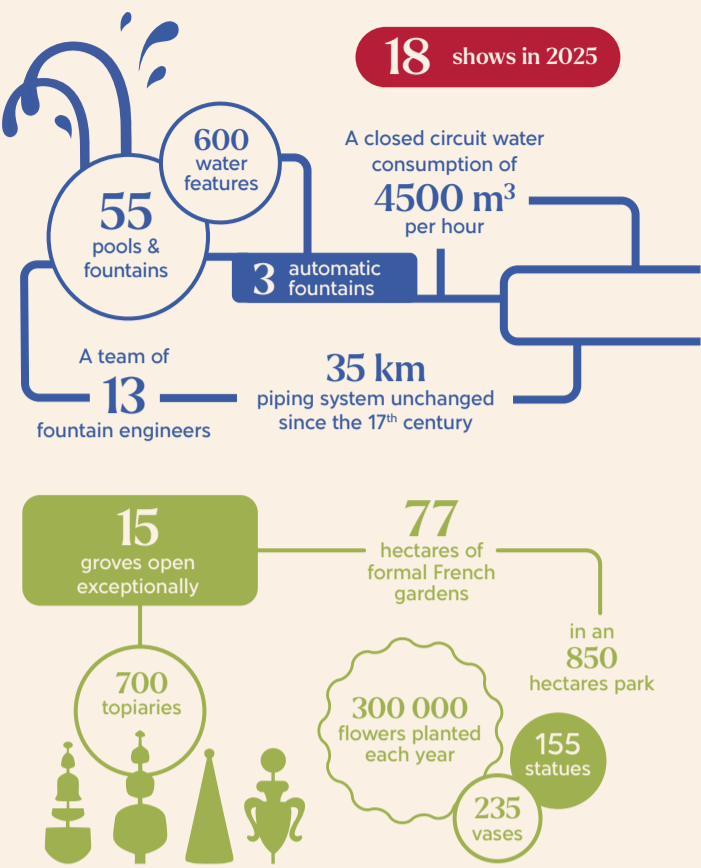 18 shows in 2025
600
water
features
A closed circuit water
consumption of
4500 m³
per hour
55
pools &
fountains
3 automatic
fountains
A team of
13
fountain engineers
35 km
piping system unchanged
since the 17th century
15
groves open
exceptionally
77
hectares of
formal French
gardens
in an
850
hectares park
700
topiaries
300 000
flowers planted
each year
155
statues
235
vases